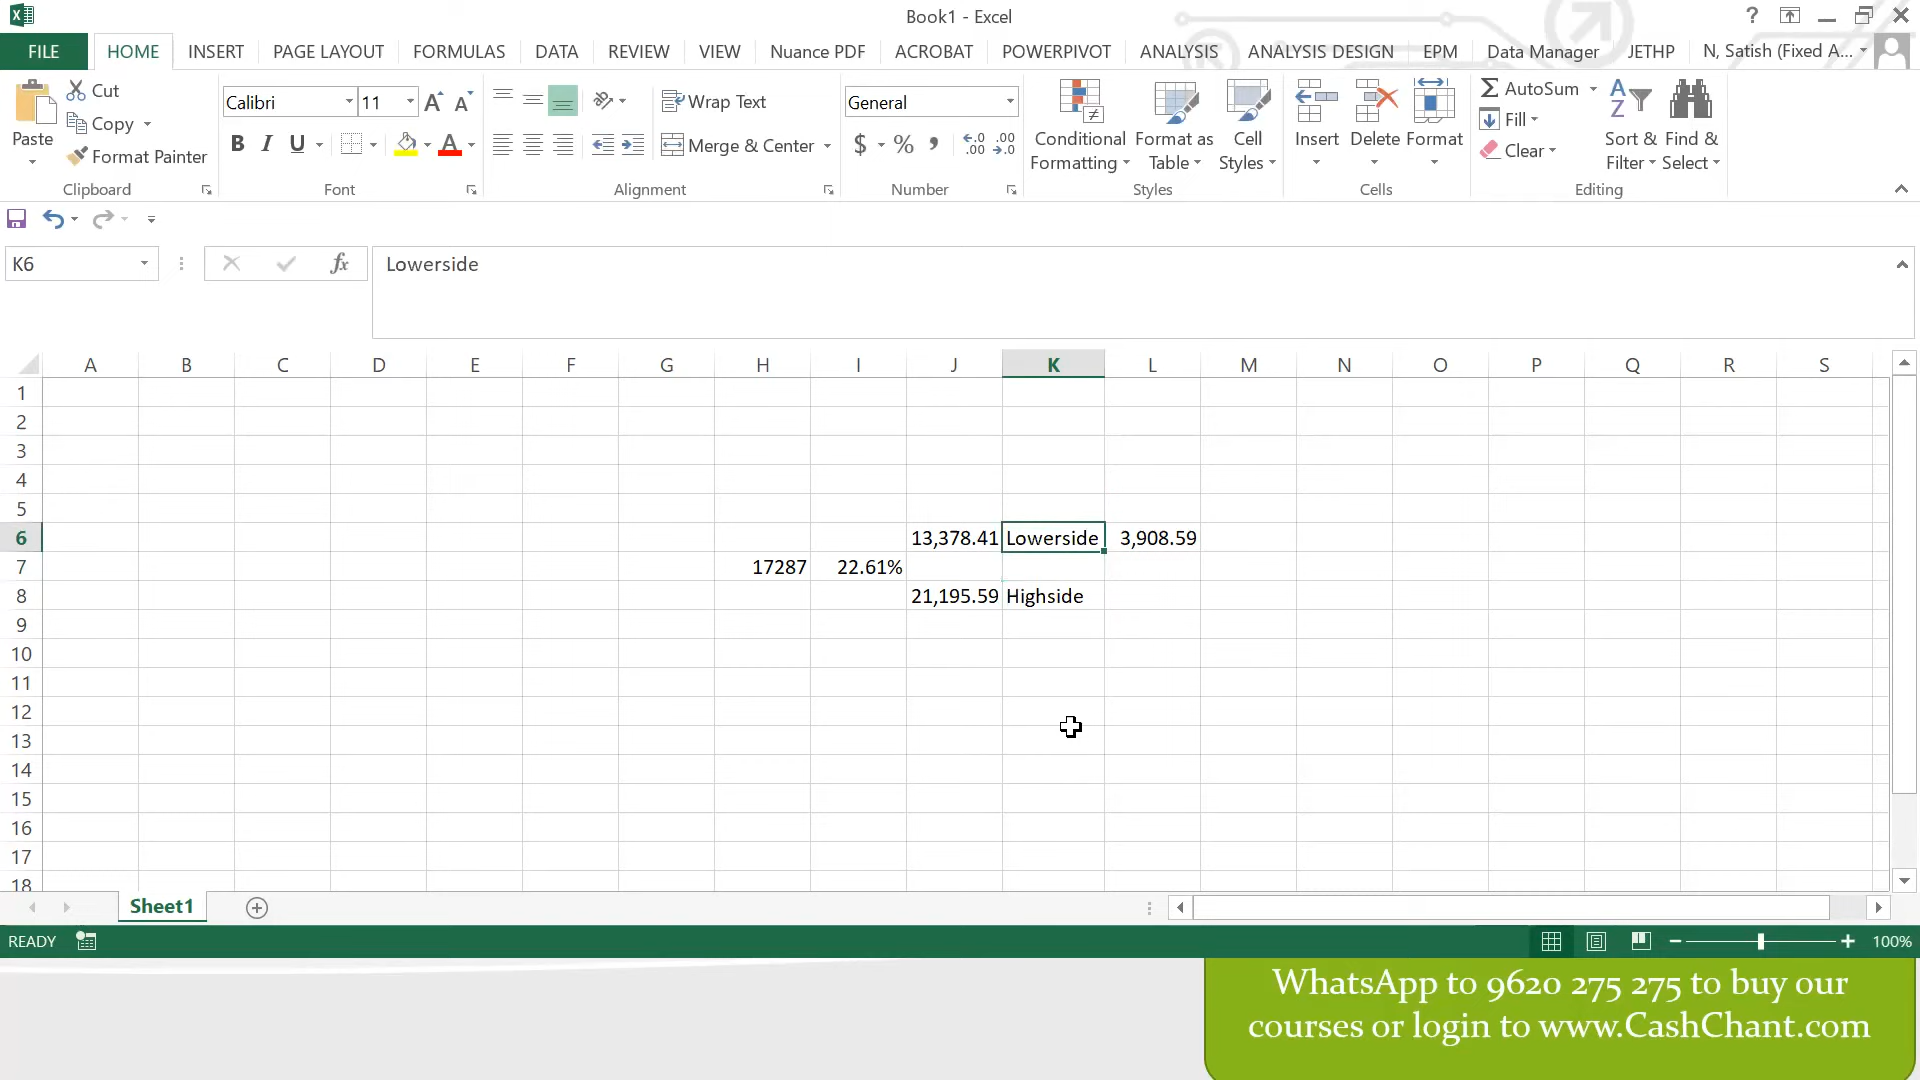 Book1 - Excel
FILE HOME INSERT PAGE LAYOUT FORMULAS DATA REVIEW VIEW Nuance PDF ACROBAT POWERPIVOT ANALYSIS ANALYSIS DESIGN EPM Data Manager JETHP N, Satish (Fixed A...
Paste
Cut
Copy
Format Painter
Clipboard
Calibri 11
B I U
Font
Wrap Text
Merge & Center
Alignment
General
$ % ,
Number
Conditional Formatting
Format as Table
Cell Styles
Styles
Insert Delete Format
Cells
AutoSum
Fill
Clear
Sort & Filter
Find & Select
Editing
K6 fx Lowerside
A B C D E F G H I J K L M N O P Q R S
1
2
3
4
5
6 13,378.41 Lowerside 3,908.59
7 17287 22.61%
8 21,195.59 Highside
9
10
11
12
13
14
15
16
17
18
Sheet1
READY 100%
WhatsApp to 9620 275 275 to buy our
courses or login to www.CashChant.com